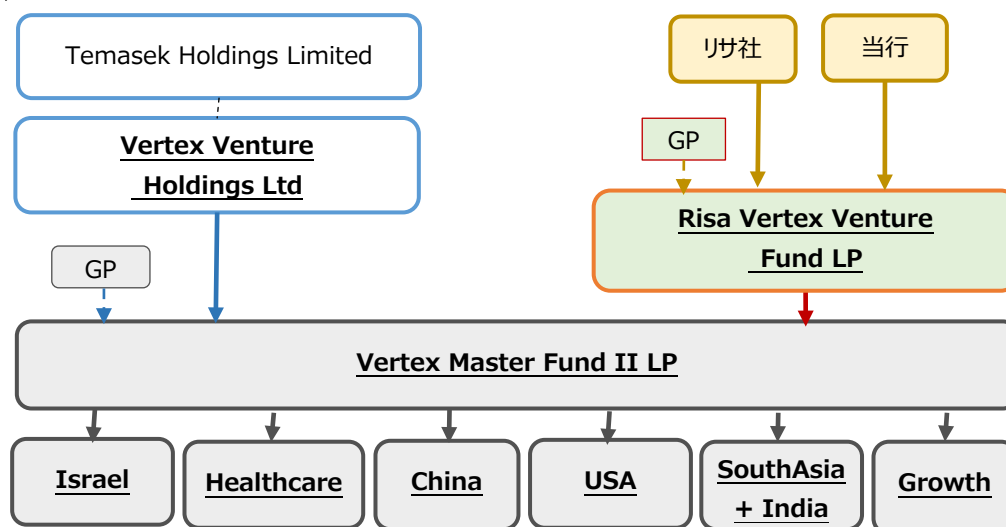 Temasek Holdings Limited
リサ社
当行
Vertex Venture
Holdings Ltd
GP
Risa Vertex Venture
Fund LP
GP
Vertex Master Fund II LP
Israel
Healthcare
China
USA
SouthAsia
+ India
Growth